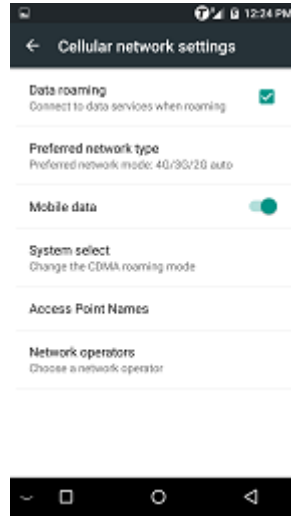 12:24 PM
Cellular network settings
Data roaming
Connect to data services when roaming
Preferred network type
Preferred network mode: 4G/3G/2G auto
Mobile data
System select
Change the CDMA roaming mode
Access Point Names
Network operators
Choose a network operator